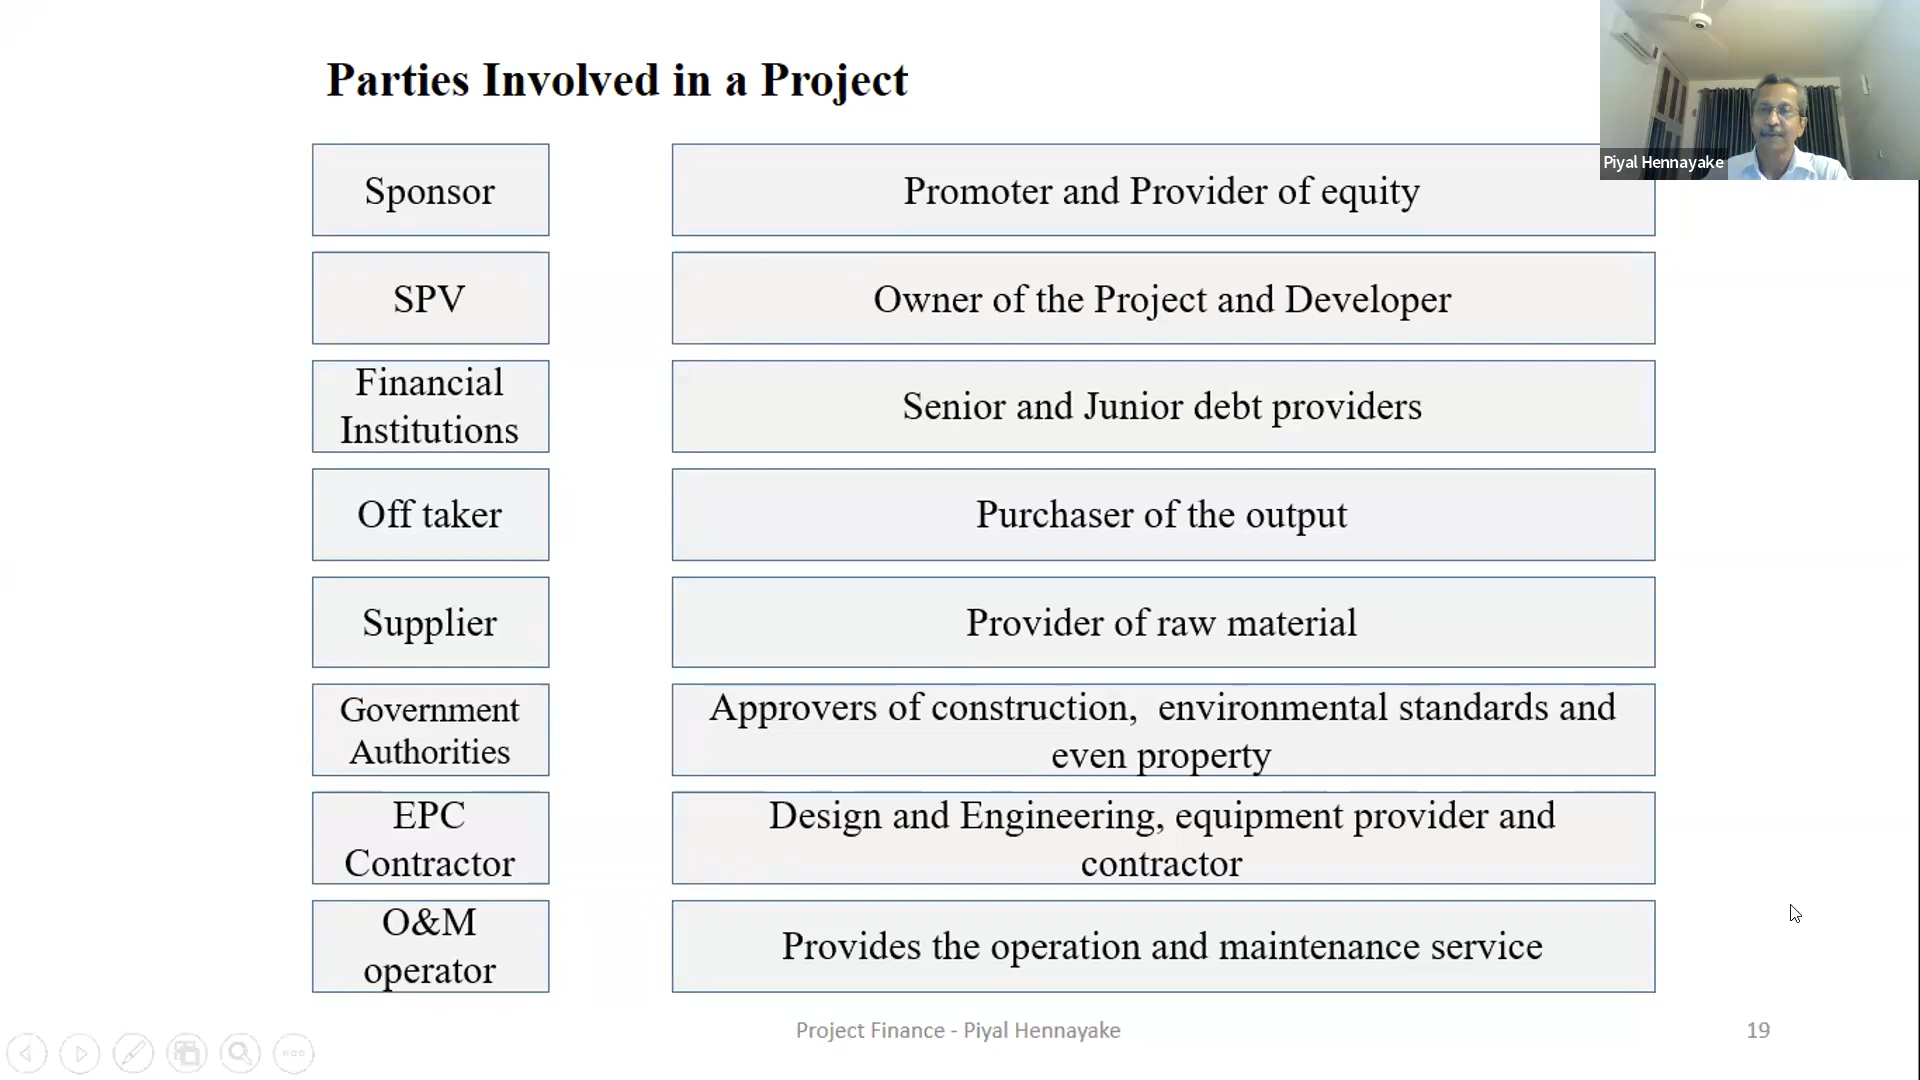 Parties Involved in a Project
Piyal Hennayake
Sponsor
Promoter and Provider of equity
SPV
Owner of the Project and Developer
Financial
Institutions
Senior and Junior debt providers
Off taker
Purchaser of the output
Supplier
Provider of raw material
Government
Authorities
Approvers of construction,  environmental standards and
even property
EPC
Contractor
Design and Engineering, equipment provider and
contractor
O&M
operator
Provides the operation and maintenance service
Project Finance - Piyal Hennayake
19